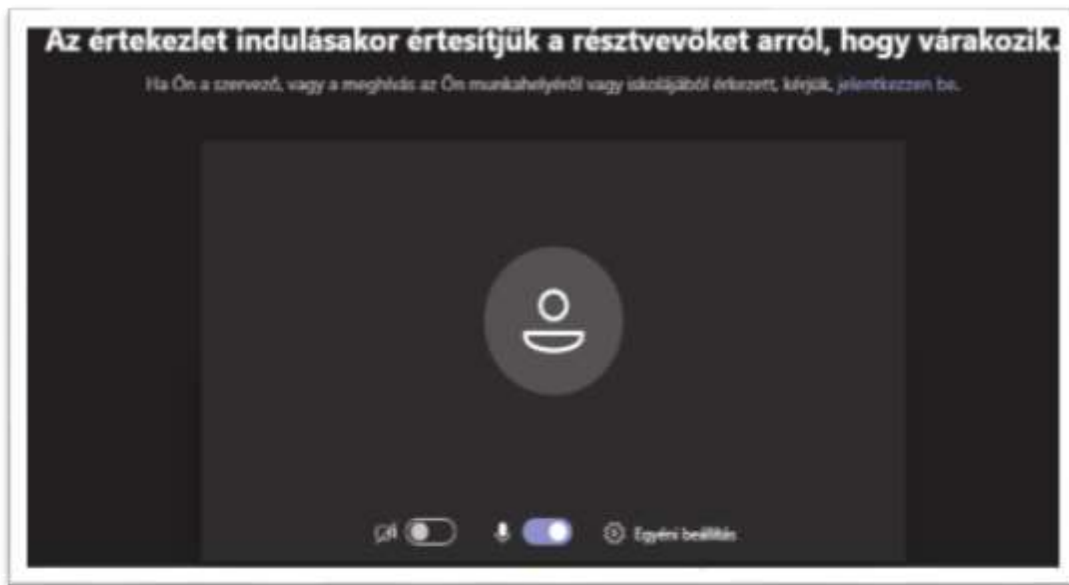 Az értekezlet indulásakor értesítjük a résztvevőket arról, hogy várakozik.
Ha Ön a szervező, vagy a meghívás az Ön munkahelyéről vagy iskolájából érkezett, kérjük, jelentkezzen be.
Egyéni beállítás